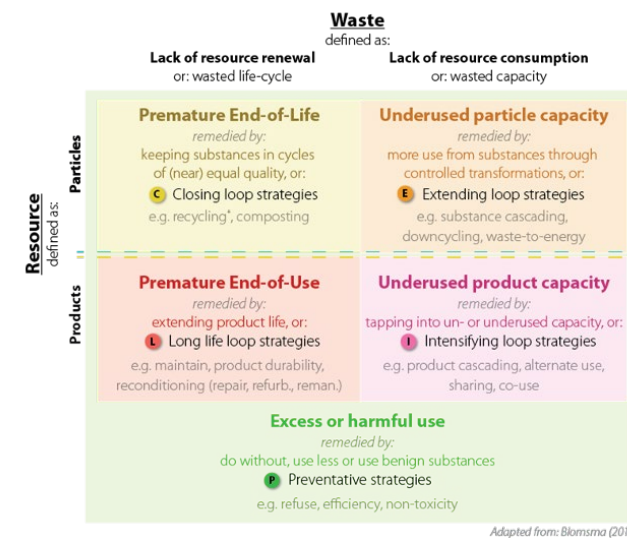 Waste
defined as:
Lack of resource renewal
or: wasted life-cycle
Lack of resource consumption
or: wasted capacity
Resource
defined as:
Particles
Premature End-of-Life
remedied by:
keeping substances in cycles
of (near) equal quality, or:
C Closing loop strategies
e.g. recycling*, composting
Underused particle capacity
remedied by:
more use from substances through
controlled transformations, or:
E Extending loop strategies
e.g. substance cascading,
downcycling, waste-to-energy
Products
Premature End-of-Use
remedied by:
extending product life, or:
L Long life loop strategies
e.g. maintain, product durability,
reconditioning (repair, refurb., reman.)
Underused product capacity
remedied by:
tapping into un- or underused capacity, or:
I Intensifying loop strategies
e.g. product cascading, alternate use,
sharing, co-use
Excess or harmful use
remedied by:
do without, use less or use benign substances
P Preventative strategies
e.g. refuse, efficiency, non-toxicity
Adapted from: Blomsma (201